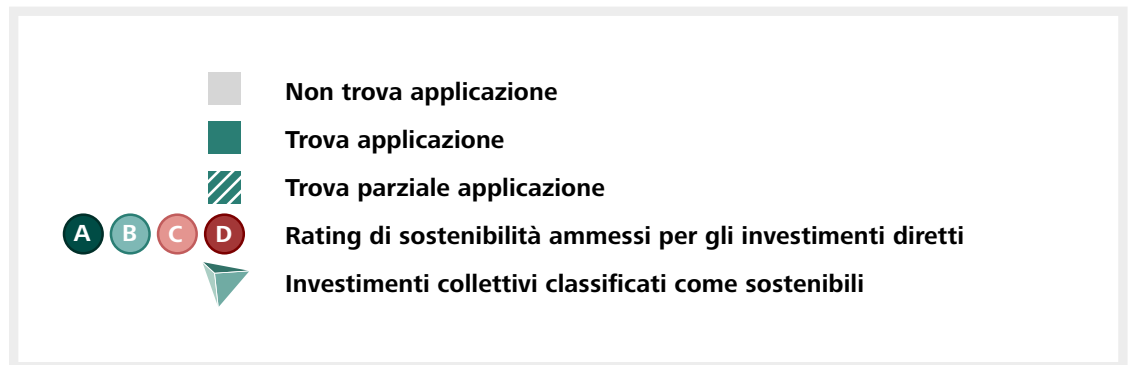 Non trova applicazione
Trova applicazione
Trova parziale applicazione
A B C D Rating di sostenibilità ammessi per gli investimenti diretti
Investimenti collettivi classificati come sostenibili